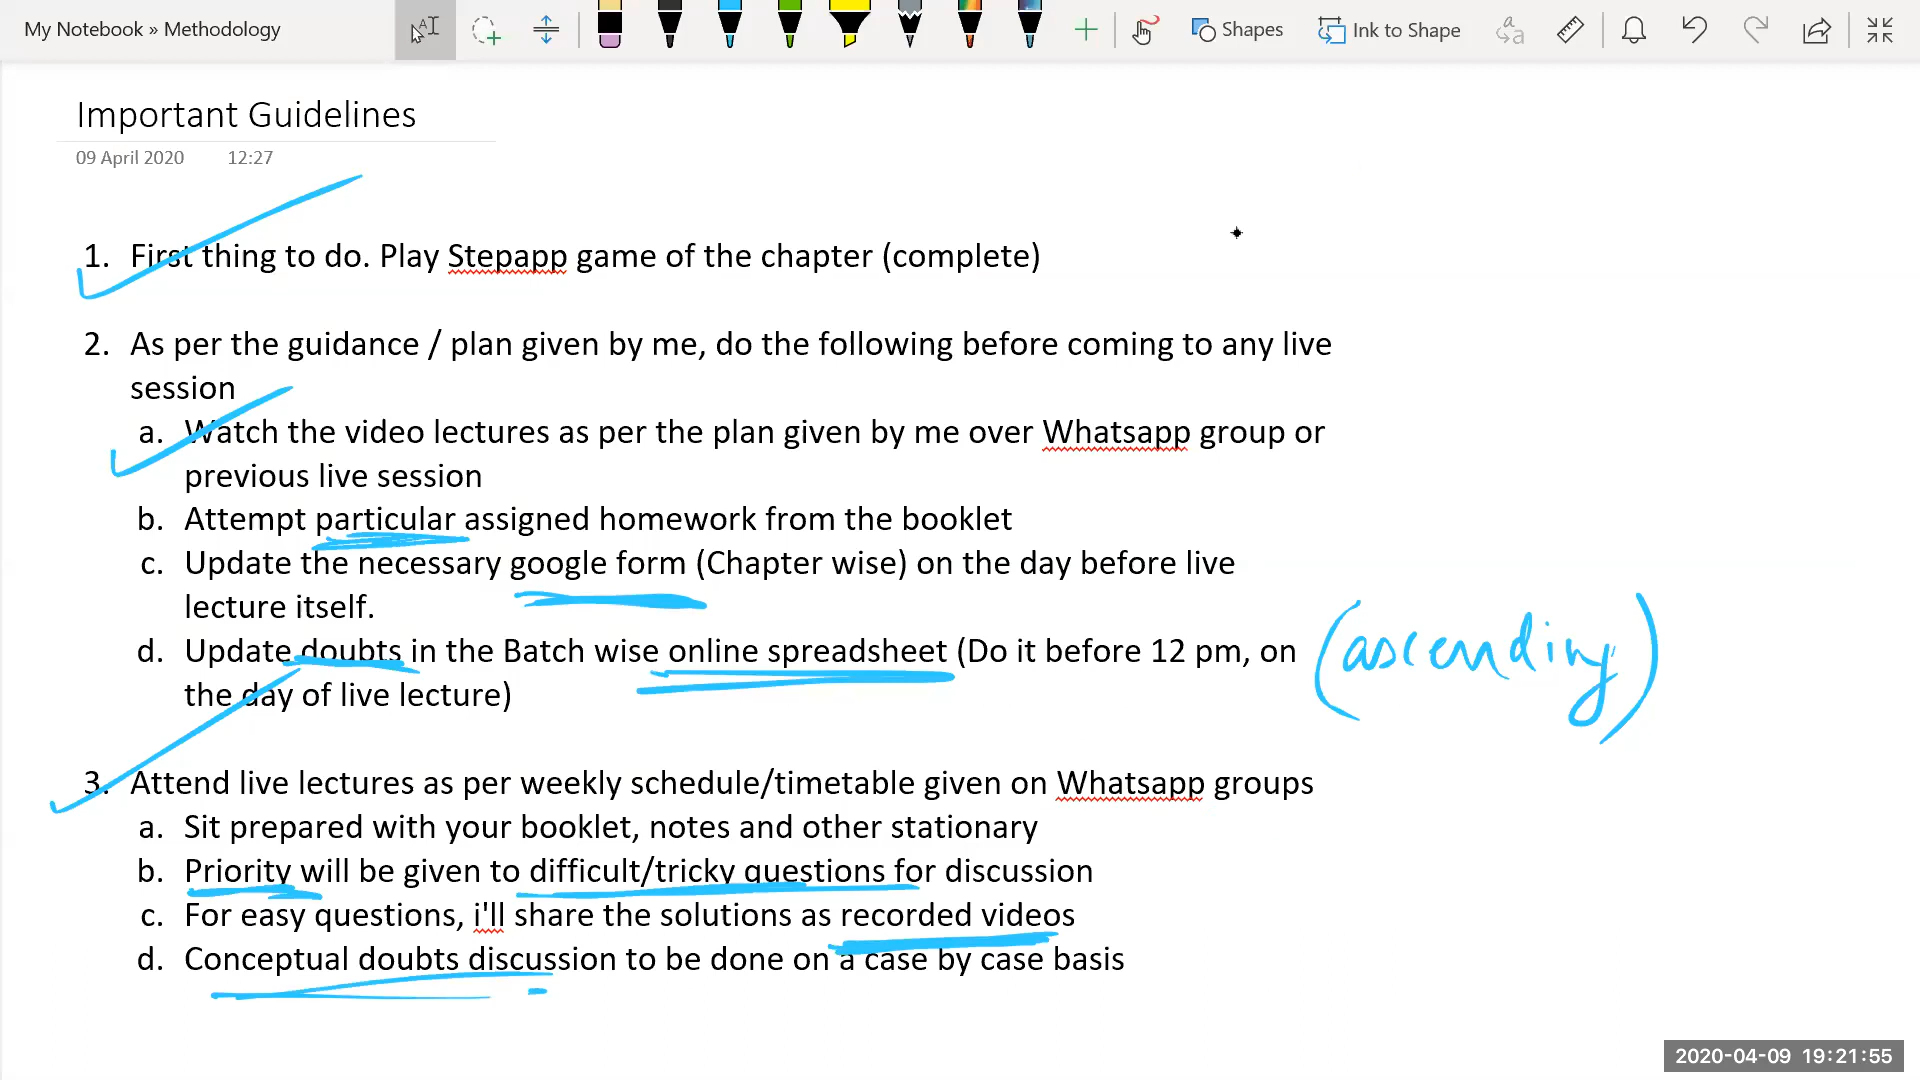 My Notebook » Methodology
Shapes
Ink to Shape
Important Guidelines
09 April 2020 12:27
1. First thing to do. Play Stepapp game of the chapter (complete)
2. As per the guidance / plan given by me, do the following before coming to any live
session
a. Watch the video lectures as per the plan given by me over Whatsapp group or
previous live session
b. Attempt particular assigned homework from the booklet
c. Update the necessary google form (Chapter wise) on the day before live
lecture itself.
d. Update doubts in the Batch wise online spreadsheet (Do it before 12 pm, on
the day of live lecture)
(ascending)
3. Attend live lectures as per weekly schedule/timetable given on Whatsapp groups
a. Sit prepared with your booklet, notes and other stationary
b. Priority will be given to difficult/tricky questions for discussion
c. For easy questions, i'll share the solutions as recorded videos
d. Conceptual doubts discussion to be done on a case by case basis
2020-04-09 19:21:55